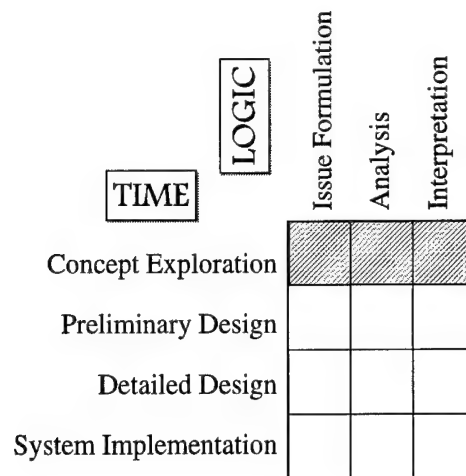 LOGIC
Issue Formulation
Analysis
Interpretation
TIME
Concept Exploration
Preliminary Design
Detailed Design
System Implementation